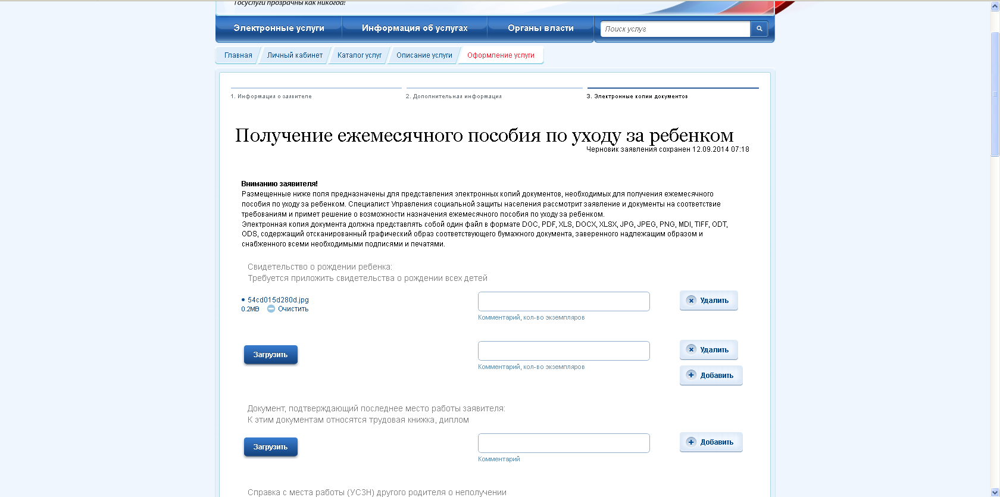 Госуслуги прозрачны как никогда!
Электронные услуги
Информация об услугах
Органы власти
Поиск услуг
Главная
Личный кабинет
Каталог услуг
Описание услуги
Оформление услуги
1. Информация о заявителе
2. Дополнительная информация
3. Электронные копии документов
Получение ежемесячного пособия по уходу за ребенком
Черновик заявления сохранен 12.09.2014 07:18
Вниманию заявителя!
Размещенные ниже поля предназначены для представления электронных копий документов, необходимых для получения ежемесячного
пособия по уходу за ребенком. Специалист Управления социальной защиты населения рассмотрит заявление и документы на соответствие
требованиям и примет решение о возможности назначения ежемесячного пособия по уходу за ребенком.
Электронная копия документа должна представлять собой один файл в формате DOC, PDF, XLS, DOCX, XLSX, JPG, JPEG, PNG, MDI, TIFF, ODT,
ODS, содержащий отсканированный графический образ соответствующего бумажного документа, заверенного надлежащим образом и
снабженного всеми необходимыми подписями и печатями.
Свидетельство о рождении ребенка:
Требуется приложить свидетельства о рождении всех детей
54cd015d280d.jpg
0.2MB Очистить
Комментарий, кол-во экземпляров
Удалить
Загрузить
Комментарий, кол-во экземпляров
Удалить
Добавить
Документ, подтверждающий последнее место работы заявителя:
К этим документам относятся трудовая книжка, диплом
Загрузить
Комментарий
Добавить
Справка с места работы (УСЗН) другого родителя о неполучении